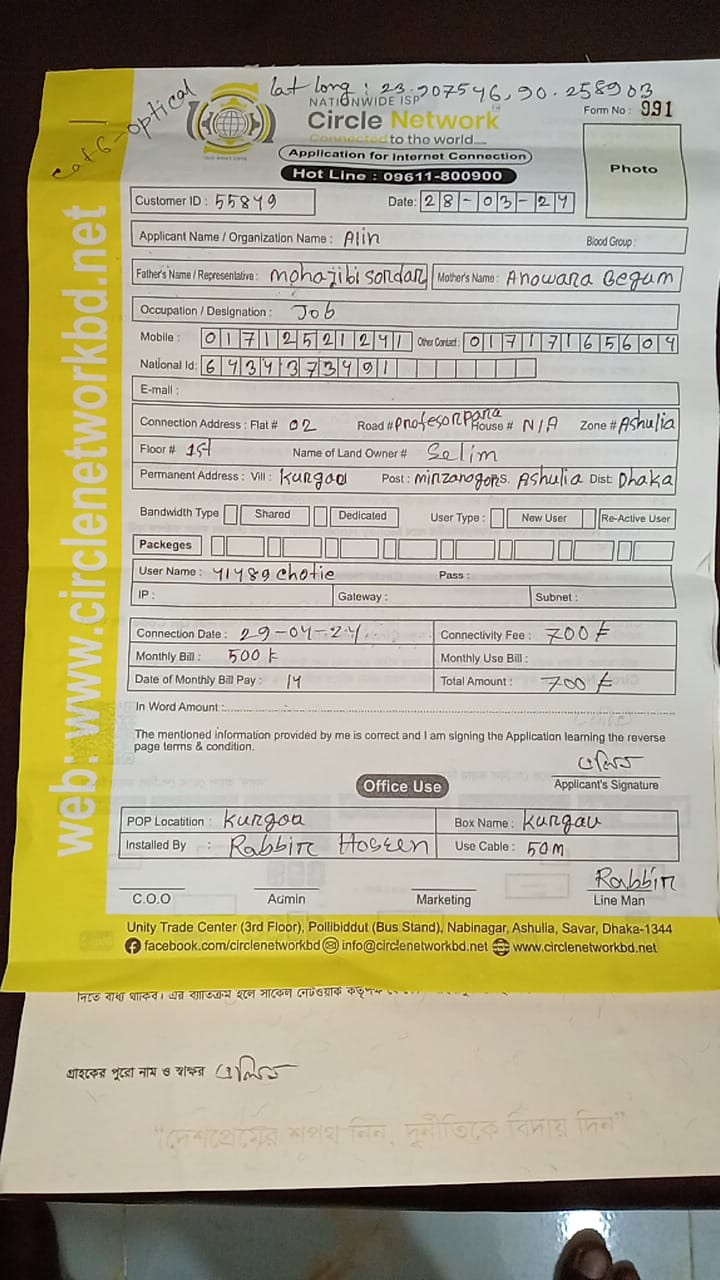 Lat long : 23.907546, 90.258903
Cat6-optical
NATIONWIDE ISP
Circle Network
Connected to the world.....
Form No : 991
Application for Internet Connection
Hot Line : 09611-800900
Photo
web: www.circlenetworkbd.net
Customer ID : 55849 Date: 28-03-24
Applicant Name / Organization Name : Alin Blood Group :
Father's Name / Representative : Mohajibi Sordar Mother's Name : Anowara Begum
Occupation / Designation : Job
Mobile : 01712521241 Other Contact : 01717165604
National Id: 6434373491
E-mail :
Connection Address : Flat # 02 Road # Profesorpara House # N/A Zone # Ashulia
Floor # 1st Name of Land Owner # Selim
Permanent Address : Vill : Kurgao Post : Mirzanogor P.S. Ashulia Dist: Dhaka
Bandwidth Type Shared Dedicated User Type : New User Re-Active User
Packeges
User Name : 41489 Chotie Pass :
IP : Gateway : Subnet :
Connection Date : 29-04-24 Connectivity Fee : 700 ৳
Monthly Bill : 500 ৳ Monthly Use Bill :
Date of Monthly Bill Pay : 14 Total Amount : 700 ৳
In Word Amount :
The mentioned information provided by me is correct and I am signing the Application learning the reverse
page terms & condition.
Applicant's Signature
Office Use
POP Locatition : Kurgou Box Name : Kurgau
Installed By : Rabbin Hossen Use Cable : 50M
Rabbin
C.O.O Admin Marketing Line Man
Unity Trade Center (3rd Floor), Pollibiddut (Bus Stand), Nabinagar, Ashulia, Savar, Dhaka-1344
facebook.com/circlenetworkbd info@circlenetworkbd.net www.circlenetworkbd.net
দিতে বাধ্য থাকিব। এর ব্যতিক্রম হলে সার্কেল নেটওয়ার্ক
গ্রাহকের পুরো নাম ও স্বাক্ষর
"দেশপ্রেমের শপথ নিন, দুর্নীতিকে বিদায় দিন"